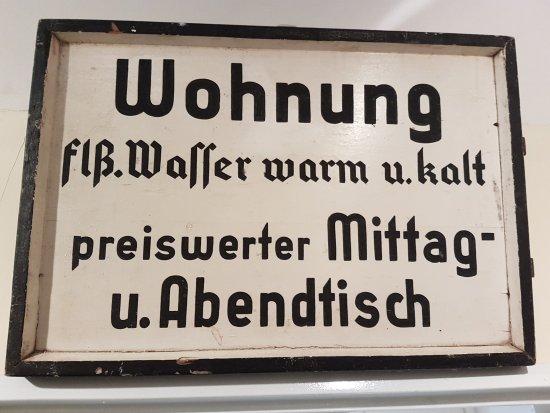 Wohnung
flß. Waſſer warm u. kalt
preiswerter Mittag-
u. Abendtisch